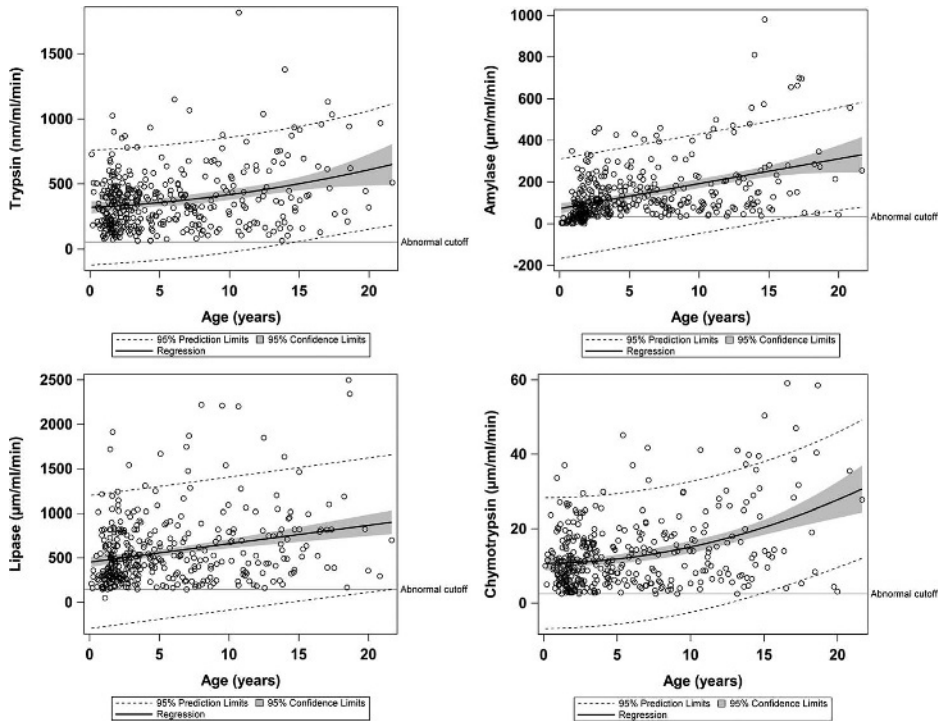 Trypsin (nm/ml/min)
1500
1000
500
0
Abnormal cutoff
0 5 10 15 20
Age (years)
95% Prediction Limits 95% Confidence Limits
Regression
Amylase (µm/ml/min)
1000
800
600
400
200
0
-200
Abnormal cutoff
0 5 10 15 20
Age (years)
95% Prediction Limits 95% Confidence Limits
Regression
Lipase (µm/ml/min)
2500
2000
1500
1000
500
0
Abnormal cutoff
0 5 10 15 20
Age (years)
95% Prediction Limits 95% Confidence Limits
Regression
Chymotrypsin (µm/ml/min)
60
40
20
0
Abnormal cutoff
0 5 10 15 20
Age (years)
95% Prediction Limits 95% Confidence Limits
Regression